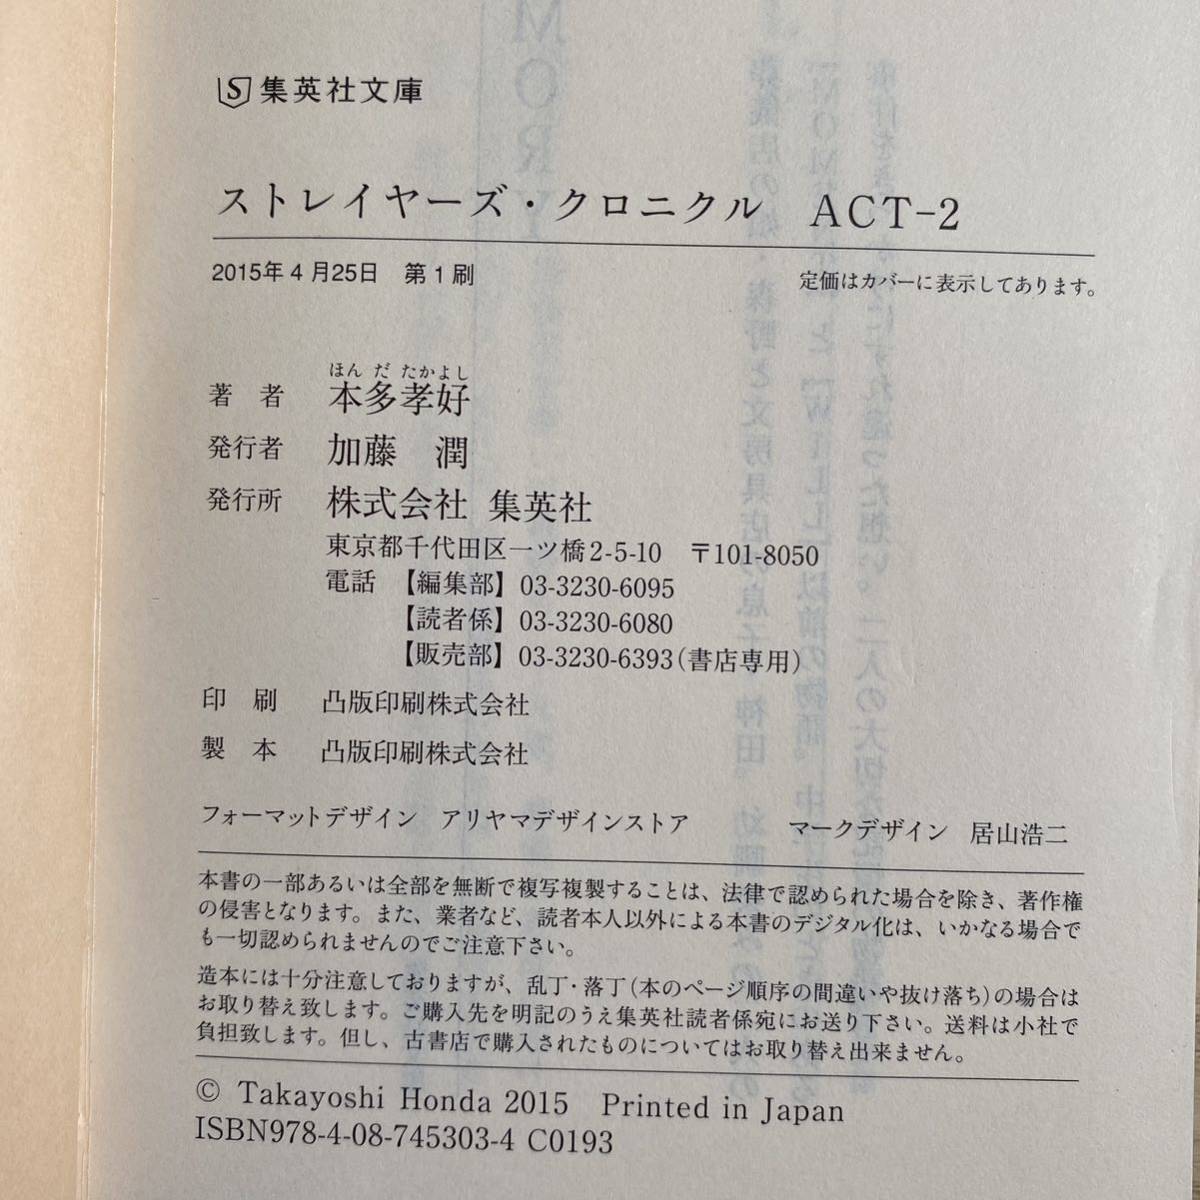 S 集英社文庫
ストレイヤーズ・クロニクル ACT-2
2015年4月25日 第1刷 定価はカバーに表示してあります。
ほん だ たかよし
著 者 本多孝好
発行者 加藤 潤
発行所 株式会社 集英社
東京都千代田区一ツ橋2-5-10 〒101-8050
電話 【編集部】03-3230-6095
【読者係】03-3230-6080
【販売部】03-3230-6393(書店専用)
印 刷 凸版印刷株式会社
製 本 凸版印刷株式会社
フォーマットデザイン アリヤマデザインストア マークデザイン 居山浩二
本書の一部あるいは全部を無断で複写複製することは、法律で認められた場合を除き、著作権
の侵害となります。また、業者など、読者本人以外による本書のデジタル化は、いかなる場合で
も一切認められませんのでご注意下さい。
造本には十分注意しておりますが、乱丁・落丁(本のページ順序の間違いや抜け落ち)の場合は
お取り替え致します。ご購入先を明記のうえ集英社読者係宛にお送り下さい。送料は小社で
負担致します。但し、古書店で購入されたものについてはお取り替え出来ません。
© Takayoshi Honda 2015 Printed in Japan
ISBN978-4-08-745303-4 C0193